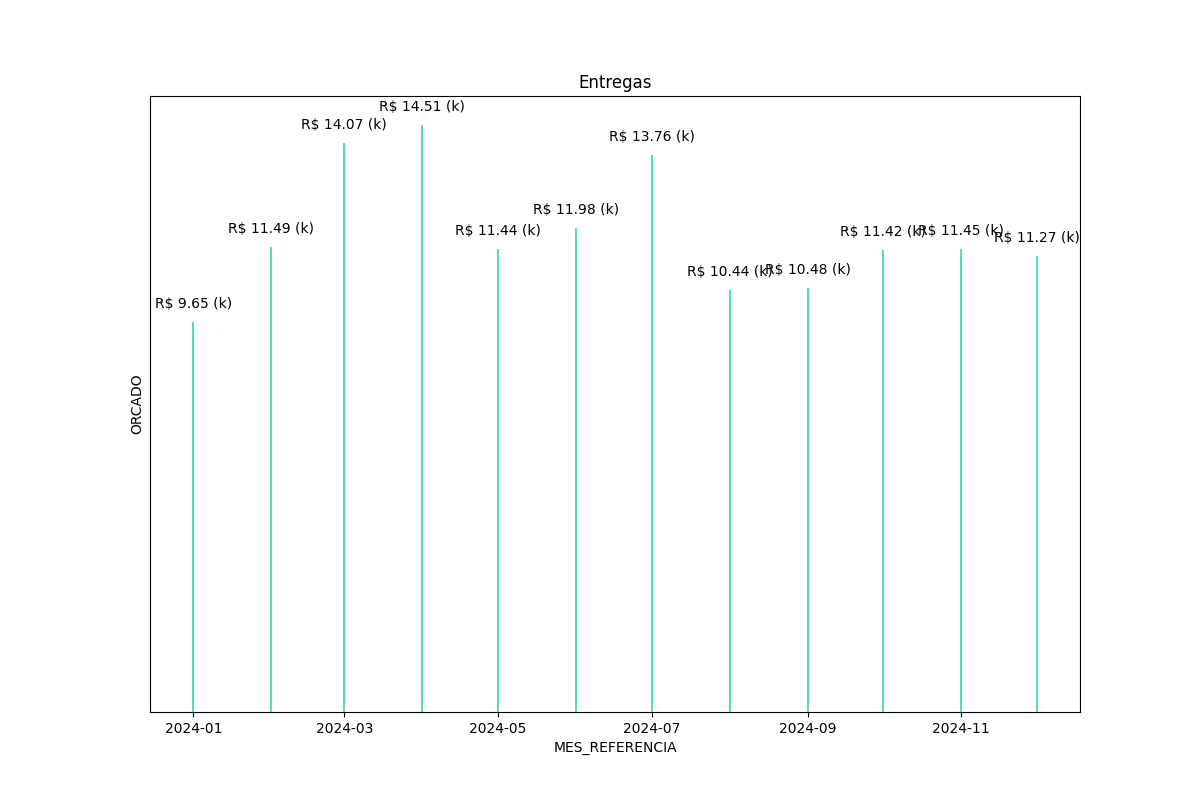 Entregas
R$ 14.51 (k)
R$ 14.07 (k)
R$ 13.76 (k)
R$ 11.98 (k)
R$ 11.49 (k)
R$ 11.44 (k)
R$ 11.42 (k)
R$ 11.45 (k)
R$ 11.27 (k)
R$ 10.44 (k)
R$ 10.48 (k)
R$ 9.65 (k)
ORCADO
2024-01 2024-03 2024-05 2024-07 2024-09 2024-11
MES_REFERENCIA